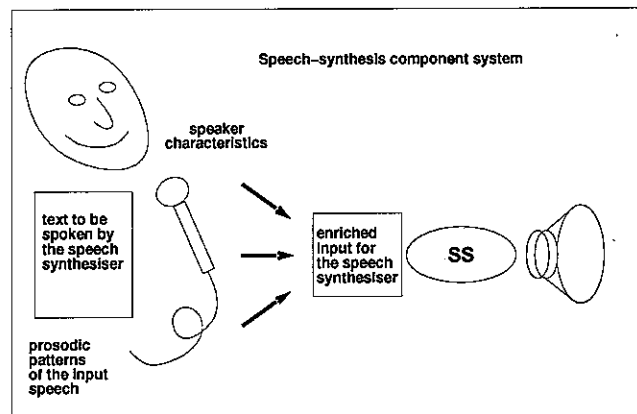 Speech–synthesis component system
speaker
characteristics
text to be
spoken by
the speech
synthesiser
enriched
input for
the speech
synthesiser
SS
prosodic
patterns
of the input
speech